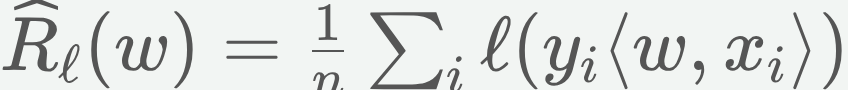 R̂_ℓ(w) = 1/n ∑_i ℓ(y_i⟨w, x_i⟩)